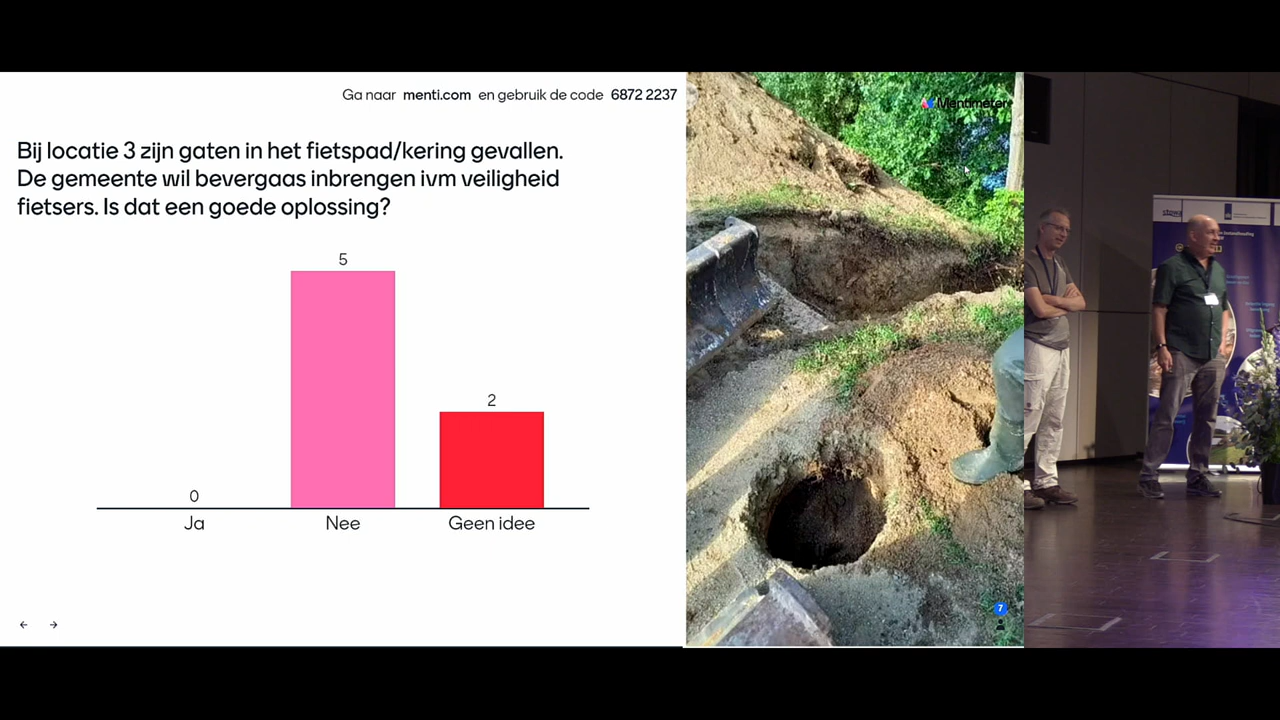 Ga naar menti.com en gebruik de code 6872 2237
Mentimeter
Bij locatie 3 zijn gaten in het fietspad/kering gevallen.
De gemeente wil bevergaas inbrengen ivm veiligheid
fietsers. Is dat een goede oplossing?
5
2
0
Ja Nee Geen idee
7
stowa